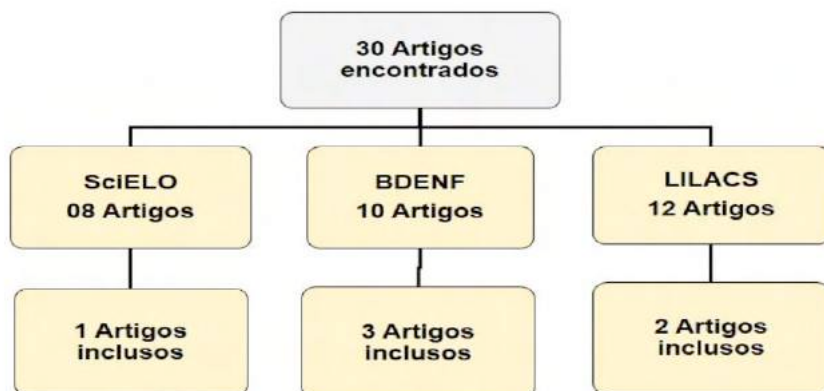 30 Artigos
encontrados
SciELO
08 Artigos
BDENF
10 Artigos
LILACS
12 Artigos
1 Artigos
inclusos
3 Artigos
inclusos
2 Artigos
inclusos